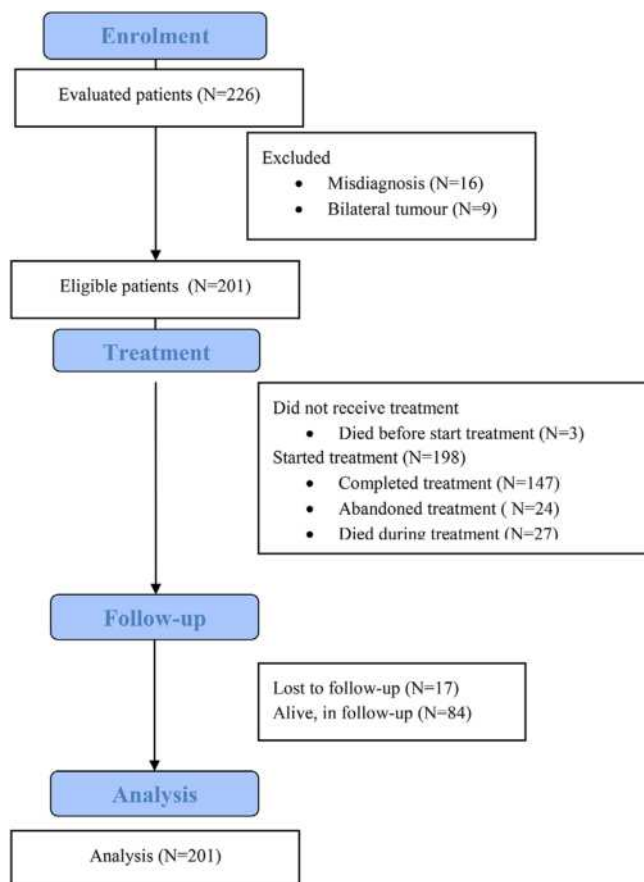 Enrolment
Evaluated patients (N=226)
Excluded
• Misdiagnosis (N=16)
• Bilateral tumour (N=9)
Eligible patients (N=201)
Treatment
Did not receive treatment
• Died before start treatment (N=3)
Started treatment (N=198)
• Completed treatment (N=147)
• Abandoned treatment ( N=24)
• Died during treatment (N=27)
Follow-up
Lost to follow-up (N=17)
Alive, in follow-up (N=84)
Analysis
Analysis (N=201)